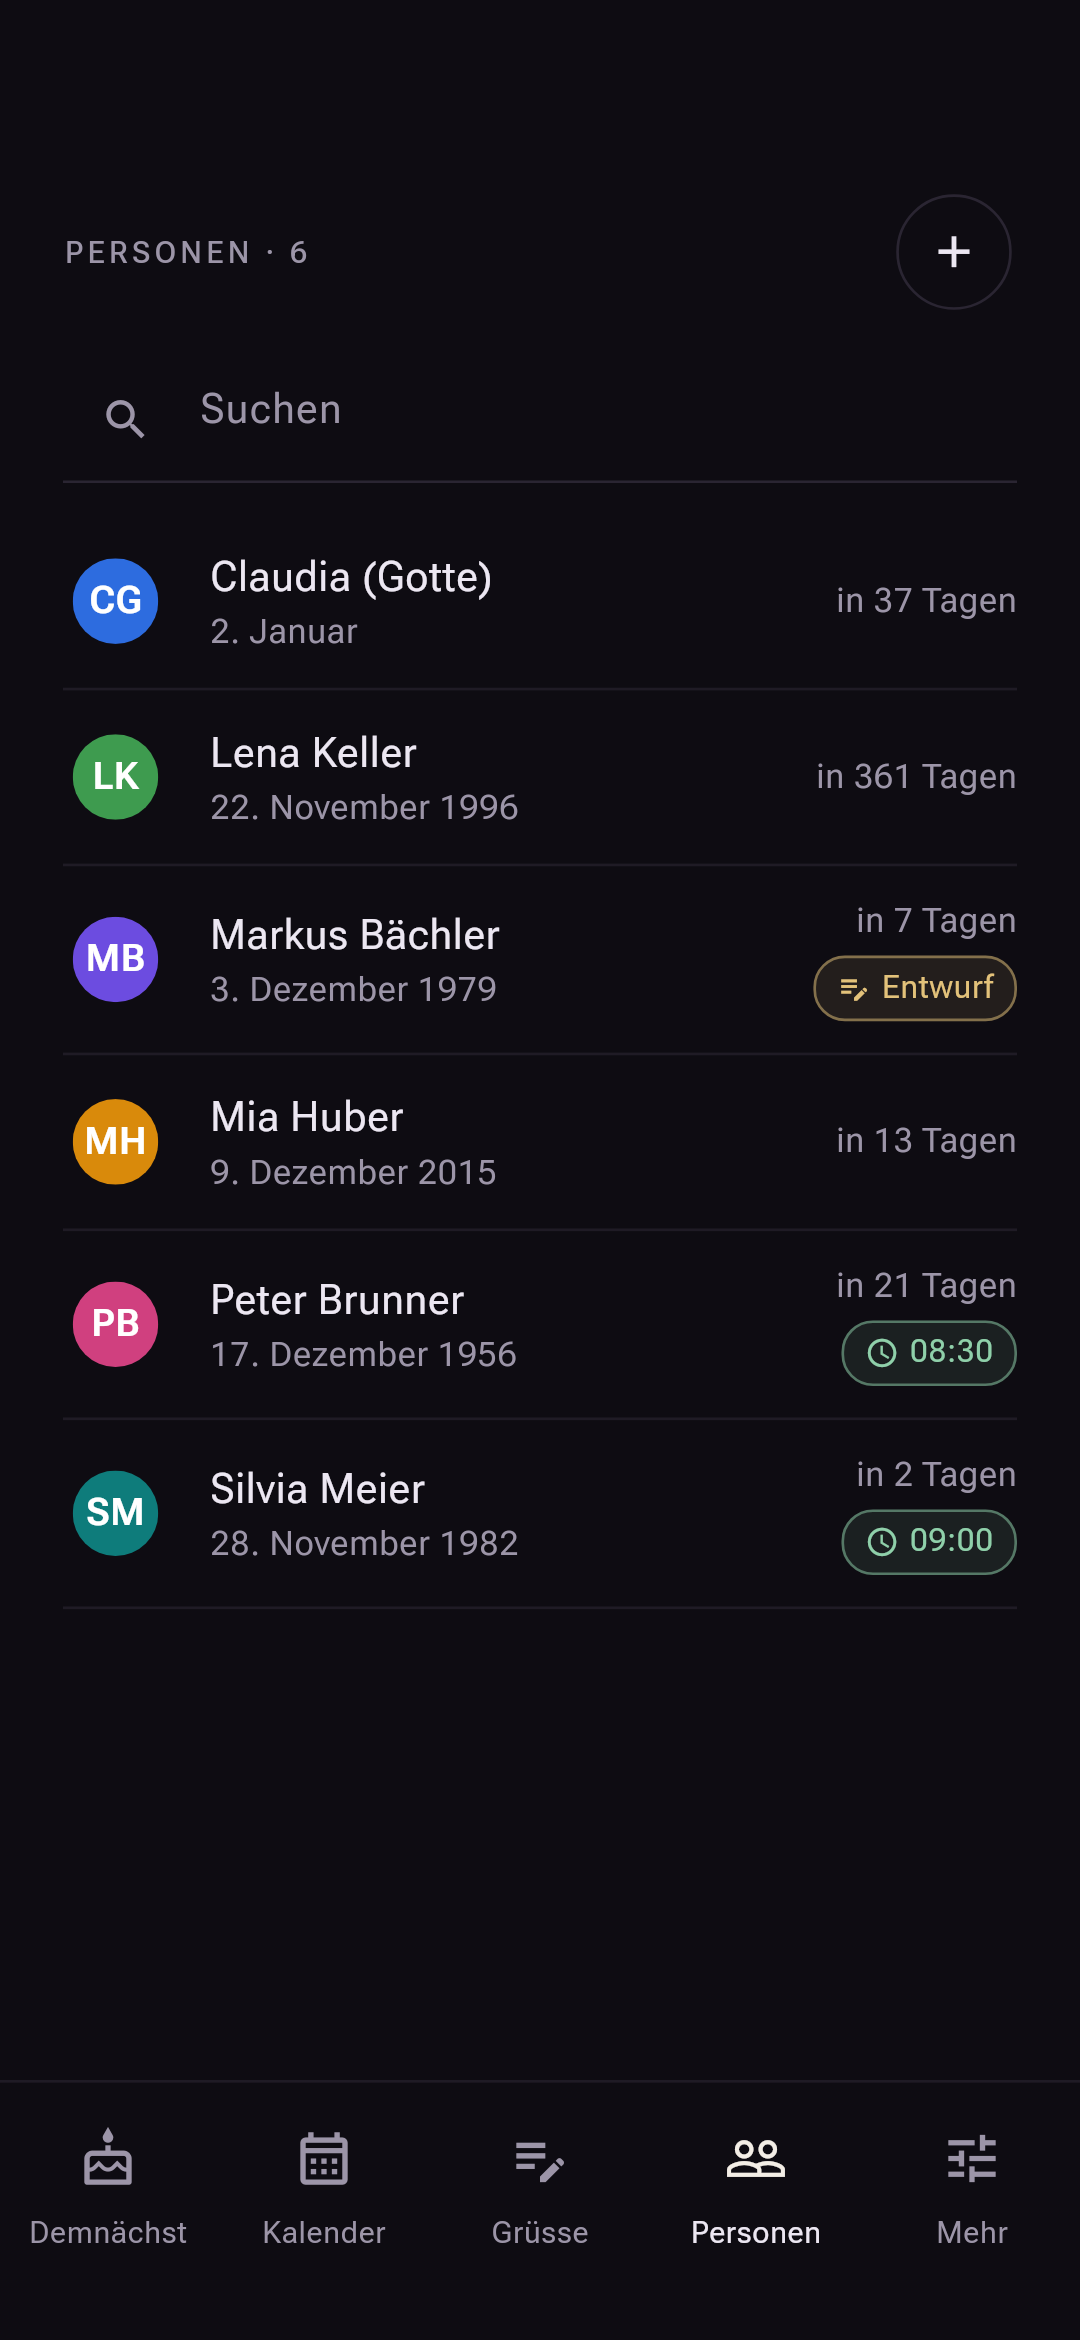 PERSONEN · 6
Suchen
CG
Claudia (Gotte)
2. Januar
in 37 Tagen
LK
Lena Keller
22. November 1996
in 361 Tagen
MB
Markus Bächler
3. Dezember 1979
in 7 Tagen
Entwurf
MH
Mia Huber
9. Dezember 2015
in 13 Tagen
PB
Peter Brunner
17. Dezember 1956
in 21 Tagen
08:30
SM
Silvia Meier
28. November 1982
in 2 Tagen
09:00
Demnächst
Kalender
Grüsse
Personen
Mehr